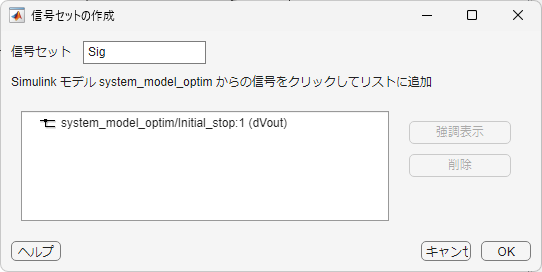 信号セットの作成
信号セット Sig
Simulink モデル system_model_optim からの信号をクリックしてリストに追加
system_model_optim/Initial_stop:1 (dVout)
強調表示
削除
ヘルプ キャンセ OK